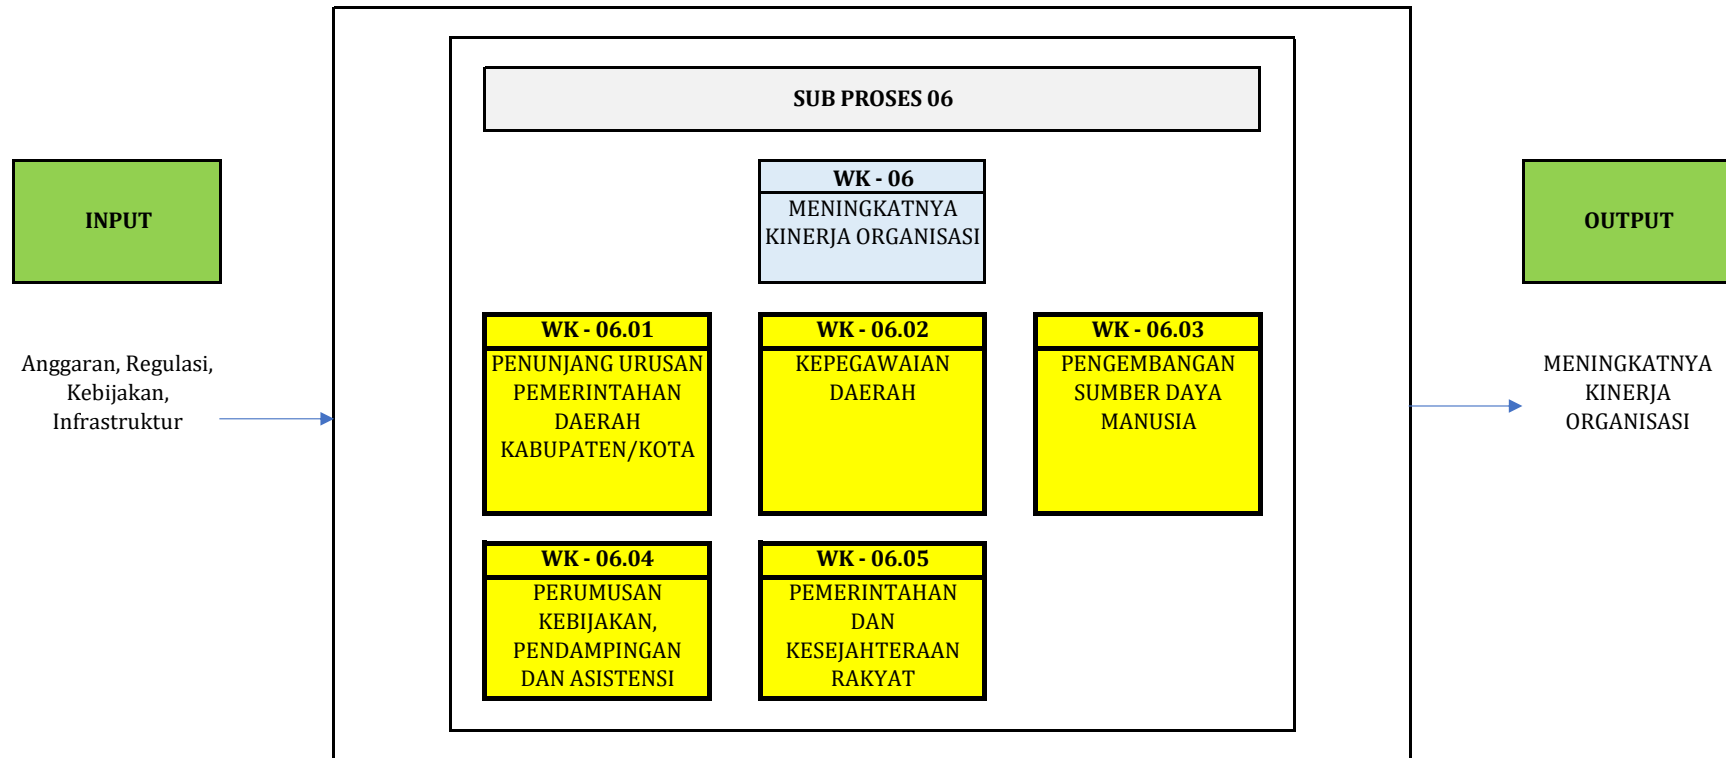 SUB PROSES 06
INPUT
WK - 06
MENINGKATNYA
KINERJA ORGANISASI
OUTPUT
Anggaran, Regulasi,
Kebijakan,
Infrastruktur
WK - 06.01
PENUNJANG URUSAN
PEMERINTAHAN
DAERAH
KABUPATEN/KOTA
WK - 06.02
KEPEGAWAIAN
DAERAH
WK - 06.03
PENGEMBANGAN
SUMBER DAYA
MANUSIA
MENINGKATNYA
KINERJA
ORGANISASI
WK - 06.04
PERUMUSAN
KEBIJAKAN,
PENDAMPINGAN
DAN ASISTENSI
WK - 06.05
PEMERINTAHAN
DAN
KESEJAHTERAAN
RAKYAT